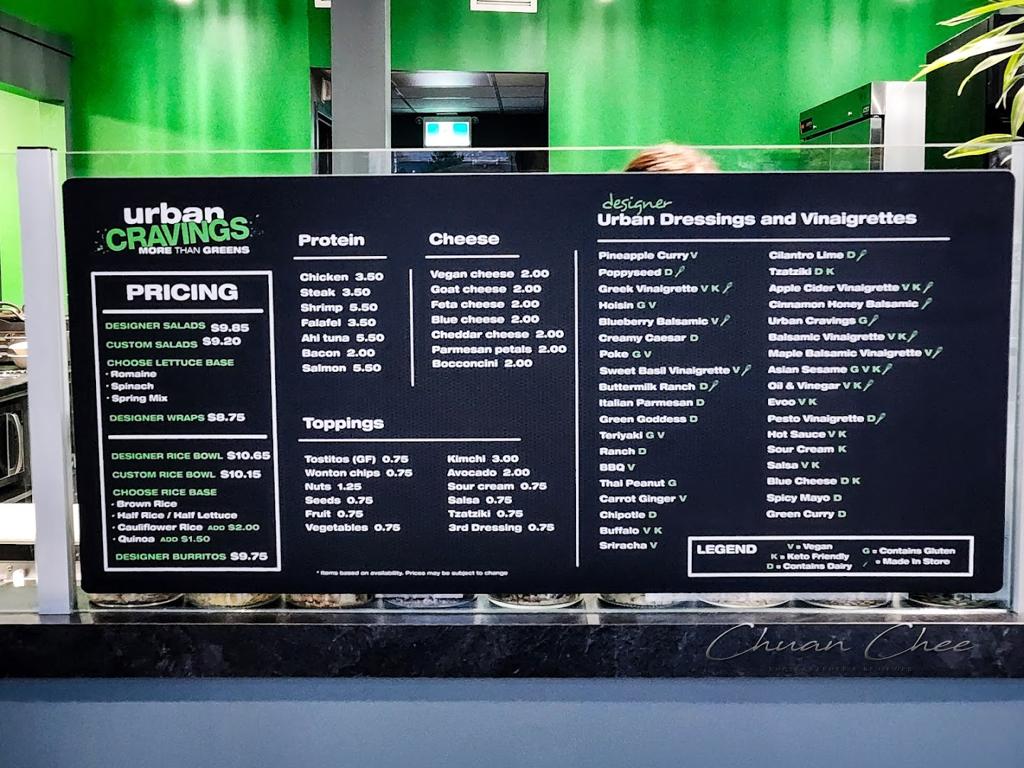 urban
CRAVINGS
MORE THAN GREENS
PRICING
DESIGNER SALADS $9.85
CUSTOM SALADS $9.20
CHOOSE LETTUCE BASE
· Romaine
· Spinach
· Spring Mix
DESIGNER WRAPS $8.75
DESIGNER RICE BOWL $10.65
CUSTOM RICE BOWL $10.15
CHOOSE RICE BASE
· Brown Rice
· Half Rice / Half Lettuce
· Cauliflower Rice ADD $2.00
· Quinoa ADD $1.50
DESIGNER BURRITOS $9.75
Protein
Chicken 3.50
Steak 3.50
Shrimp 5.50
Falafel 3.50
Ahi tuna 5.50
Bacon 2.00
Salmon 5.50
Cheese
Vegan cheese 2.00
Goat cheese 2.00
Feta cheese 2.00
Blue cheese 2.00
Cheddar cheese 2.00
Parmesan petals 2.00
Bocconcini 2.00
Toppings
Tostitos (GF) 0.75
Wonton chips 0.75
Nuts 1.25
Seeds 0.75
Fruit 0.75
Vegetables 0.75
Kimchi 3.00
Avocado 2.00
Sour cream 0.75
Salsa 0.75
Tzatziki 0.75
3rd Dressing 0.75
* Items based on availability. Prices may be subject to change
designer
Urban Dressings and Vinaigrettes
Pineapple Curry V
Poppyseed D
Greek Vinaigrette V K
Hoisin G V
Blueberry Balsamic V
Creamy Caesar D
Poke G V
Sweet Basil Vinaigrette V
Buttermilk Ranch D
Italian Parmesan D
Green Goddess D
Teriyaki G V
Ranch D
BBQ V
Thai Peanut G
Carrot Ginger V
Chipotle D
Buffalo V K
Sriracha V
Cilantro Lime D
Tzatziki D K
Apple Cider Vinaigrette V K
Cinnamon Honey Balsamic
Urban Cravings G
Balsamic Vinaigrette V K
Maple Balsamic Vinaigrette V
Asian Sesame G V K
Oil & Vinegar V K
Evoo V K
Pesto Vinaigrette D
Hot Sauce V K
Sour Cream K
Salsa V K
Blue Cheese D K
Spicy Mayo D
Green Curry D
LEGEND
V = Vegan
K = Keto Friendly
D = Contains Dairy
G = Contains Gluten
= Made In Store
Chuan Chee